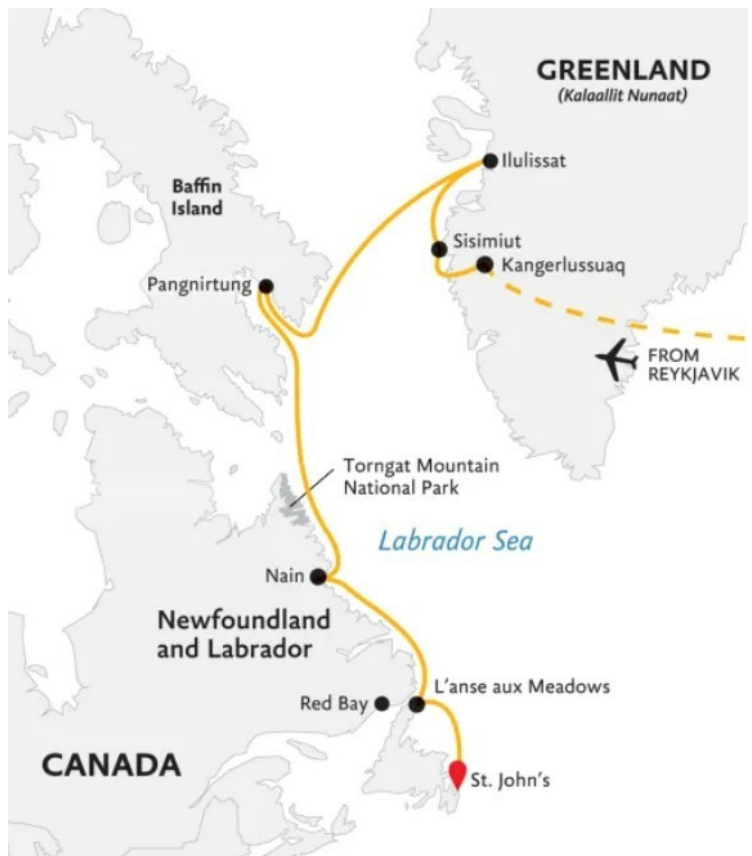 GREENLAND
(Kalaallit Nunaat)
Ilulissat
Baffin
Island
Sisimiut
Kangerlussuaq
Pangnirtung
FROM
REYKJAVIK
Torngat Mountain
National Park
Labrador Sea
Nain
Newfoundland
and Labrador
L'anse aux Meadows
Red Bay
CANADA
St. John's